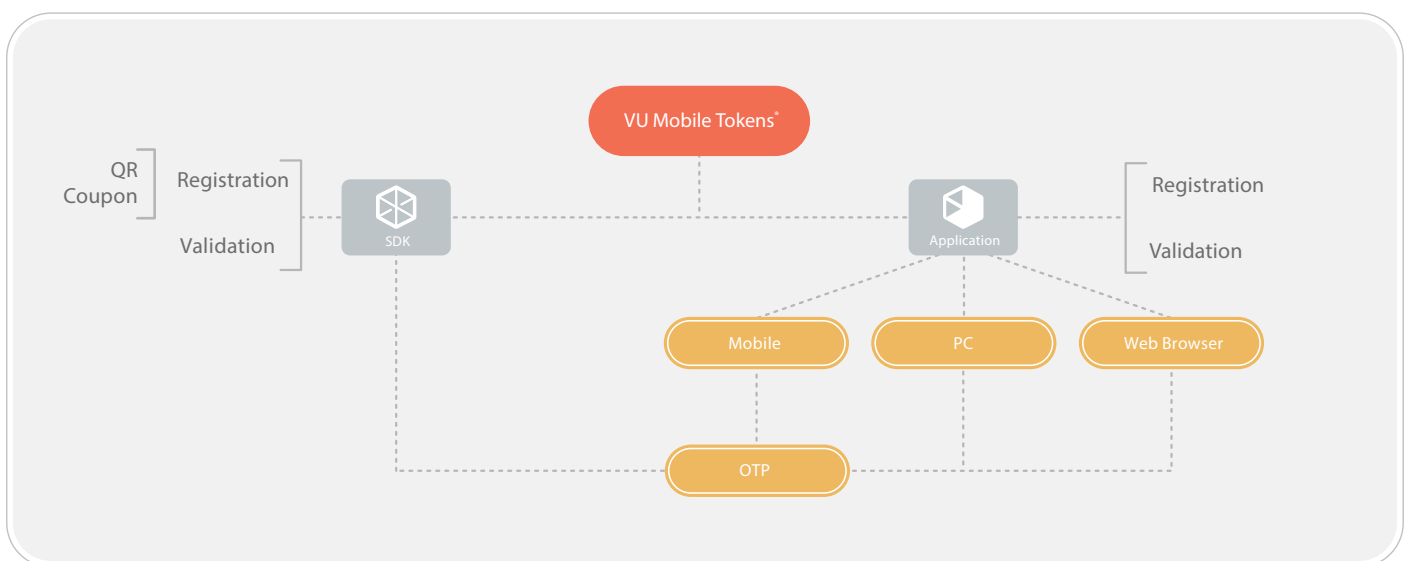 VU Mobile Tokens*
QR
Coupon
Registration
Validation
SDK
Application
Registration
Validation
Mobile
PC
Web Browser
OTP